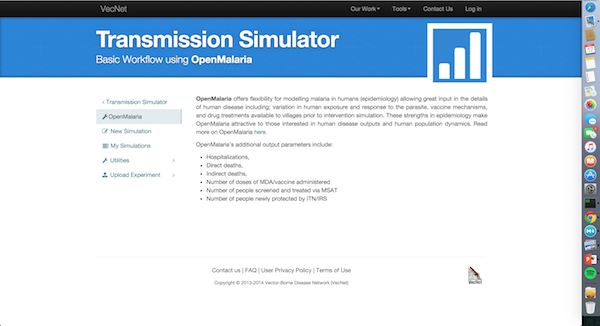 VecNet Our Work Tools Contact Us Log in
Transmission Simulator
Basic Workflow using OpenMalaria
‹ Transmission Simulator
OpenMalaria
New Simulation
My Simulations
Utilities ›
Upload Experiment ›
OpenMalaria offers flexibility for modelling malaria in humans (epidemiology) allowing great input in the details
of human disease including; variation in human exposure and response to the parasite, vaccine mechanisms,
and drug treatments available to villages prior to intervention simulation. These strengths in epidemiology make
OpenMalaria attractive to those interested in human disease outputs and human population dynamics. Read
more on OpenMalaria here.
OpenMalaria's additional output parameters include:
• Hospitalizations,
• Direct deaths,
• Indirect deaths,
• Number of doses of MDA/vaccine administered
• Number of people screened and treated via MSAT
• Number of people newly protected by ITN/IRS
Contact us | FAQ | User Privacy Policy | Terms of Use
Copyright © 2013-2014 Vector-Borne Disease Network (VecNet)
VecNet